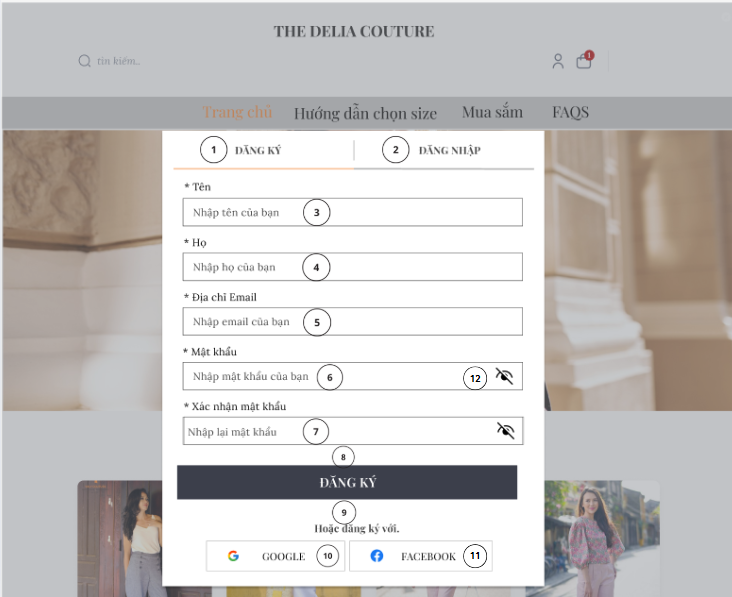 THE DELIA COUTURE
tìm kiếm..
1
Trang chủ Hướng dẫn chọn size Mua sắm FAQS
1 ĐĂNG KÝ 2 ĐĂNG NHẬP
* Tên
Nhập tên của bạn 3
* Họ
Nhập họ của bạn 4
* Địa chỉ Email
Nhập email của bạn 5
* Mật khẩu
Nhập mật khẩu của bạn 6 12
* Xác nhận mật khẩu
Nhập lại mật khẩu 7
8
ĐĂNG KÝ
9
Hoặc đăng ký với.
GOOGLE 10 FACEBOOK 11